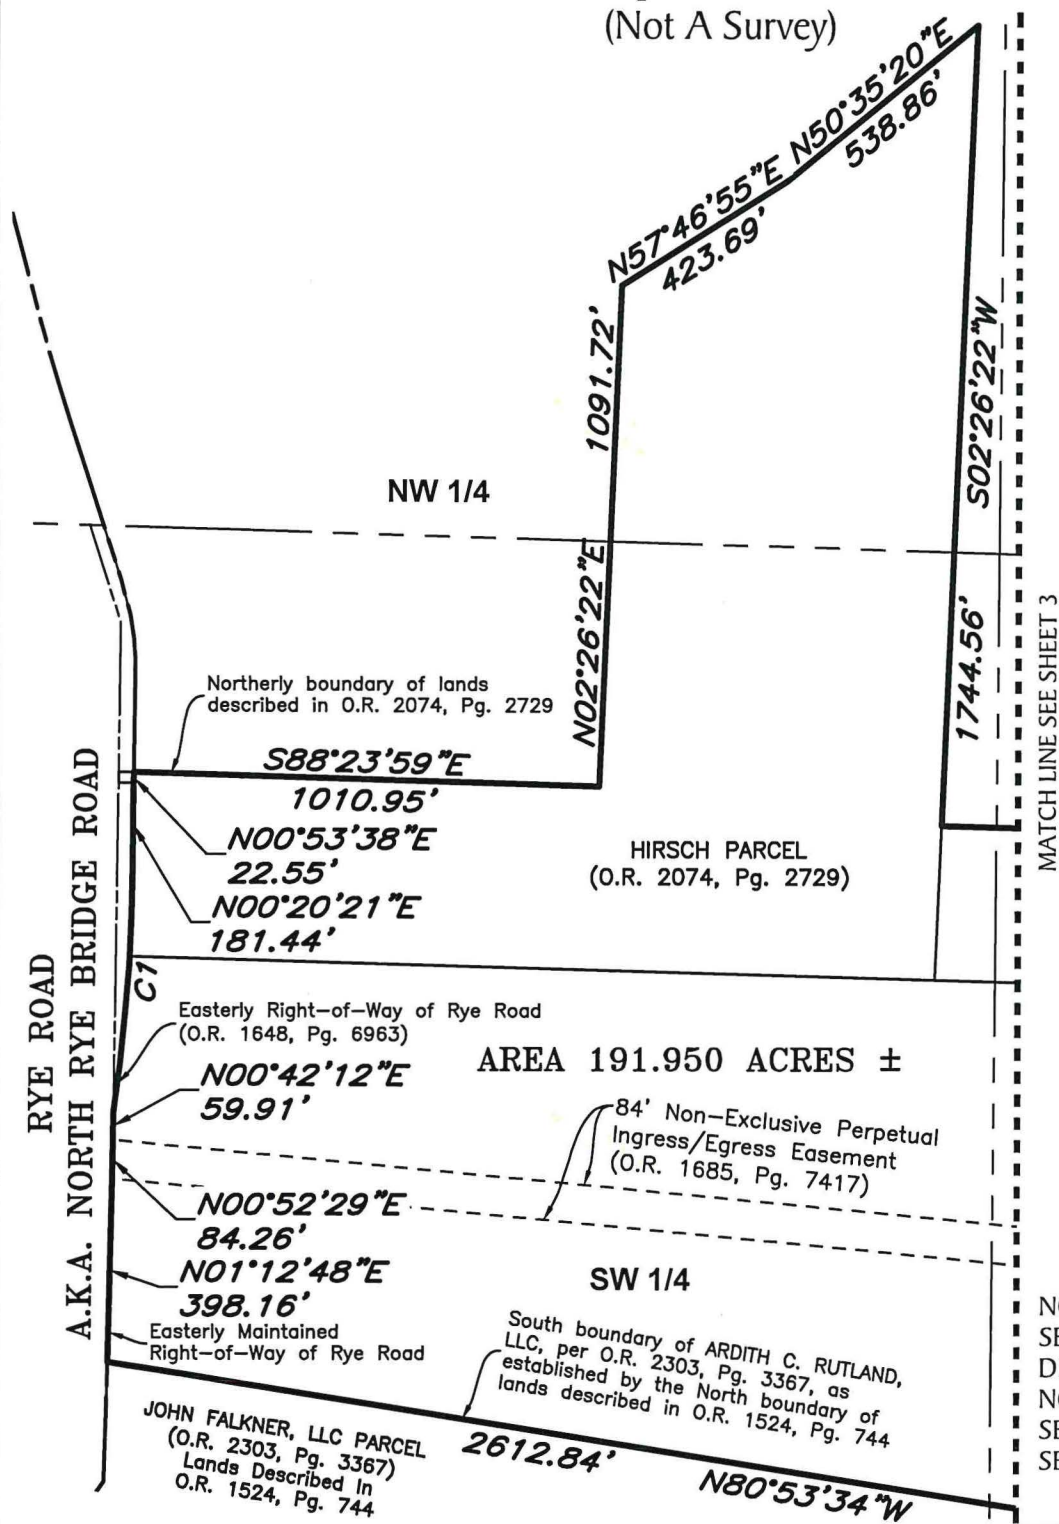 (Not A Survey)
N50°35'20"E
538.86'
N57°46'55"E
423.69'
1091.72'
N02°26'22"E
S02°26'22"W
1744.56'
NW 1/4
MATCH LINE SEE SHEET 3
Northerly boundary of lands
described in O.R. 2074, Pg. 2729
S88°23'59"E
1010.95'
N00°53'38"E
22.55'
N00°20'21"E
181.44'
HIRSCH PARCEL
(O.R. 2074, Pg. 2729)
RYE ROAD
A.K.A. NORTH RYE BRIDGE ROAD
C1
Easterly Right-of-Way of Rye Road
(O.R. 1648, Pg. 6963)
AREA 191.950 ACRES ±
N00°42'12"E
59.91'
84' Non-Exclusive Perpetual
Ingress/Egress Easement
(O.R. 1685, Pg. 7417)
N00°52'29"E
84.26'
N01°12'48"E
398.16'
SW 1/4
Easterly Maintained
Right-of-Way of Rye Road
South boundary of ARDITH C. RUTLAND,
LLC, per O.R. 2303, Pg. 3367, as
established by the North boundary of
lands described in O.R. 1524, Pg. 744
JOHN FALKNER, LLC PARCEL
(O.R. 2303, Pg. 3367)
Lands Described In
O.R. 1524, Pg. 744
2612.84'
N80°53'34"W